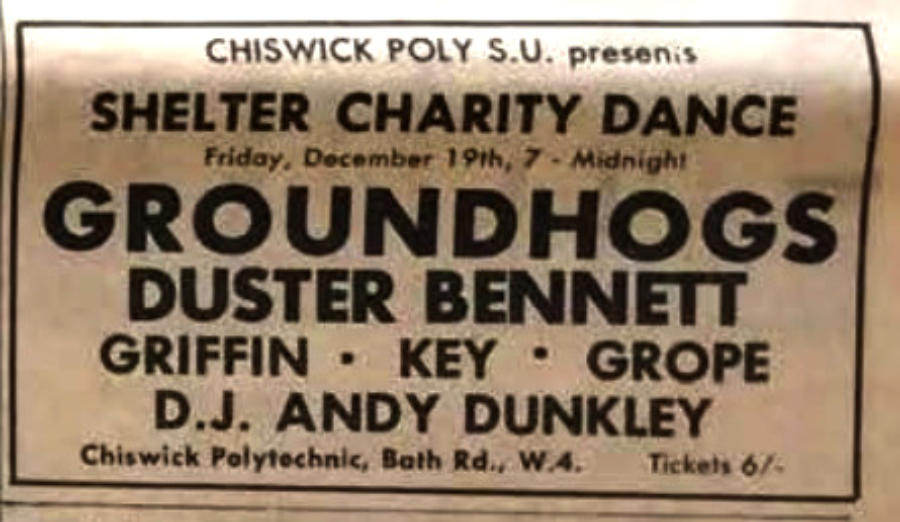 CHISWICK POLY S.U. presents
SHELTER CHARITY DANCE
Friday, December 19th, 7 - Midnight
GROUNDHOGS
DUSTER BENNETT
GRIFFIN • KEY • GROPE
D.J. ANDY DUNKLEY
Chiswick Polytechnic, Bath Rd., W.4. Tickets 6/-